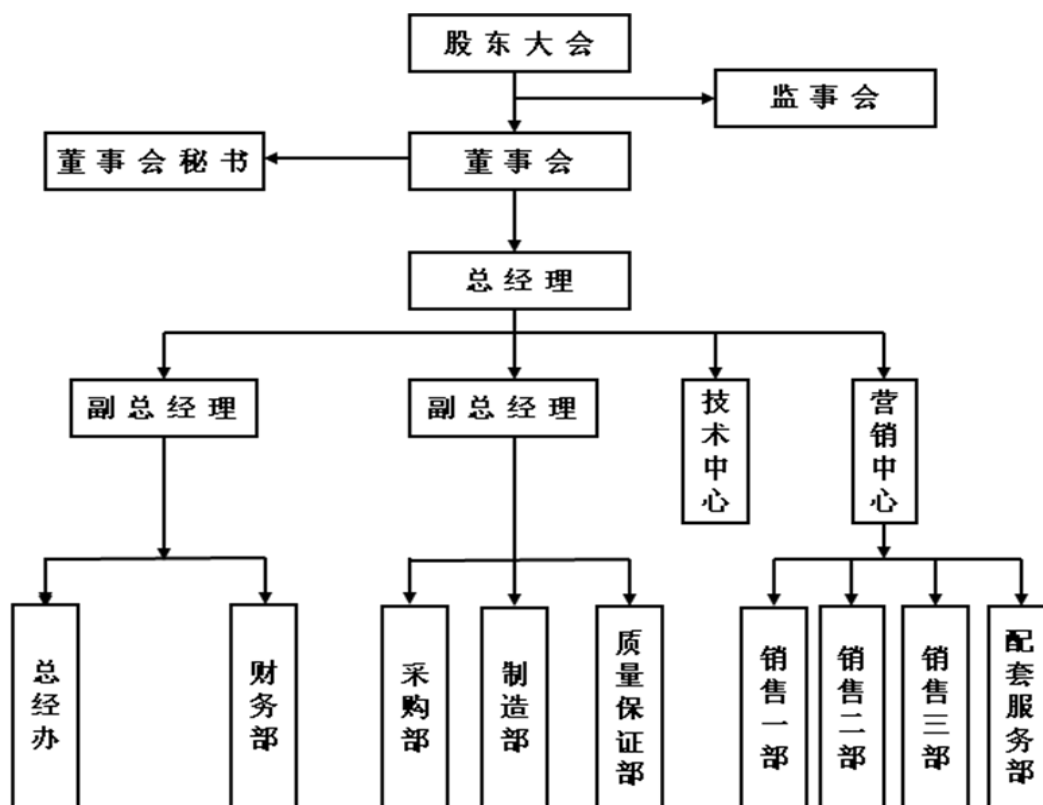 股东大会
监事会
董事会秘书
董事会
总经理
副总经理
副总经理
技术中心
营销中心
总经办
财务部
采购部
制造部
质量保证部
销售一部
销售二部
销售三部
配套服务部